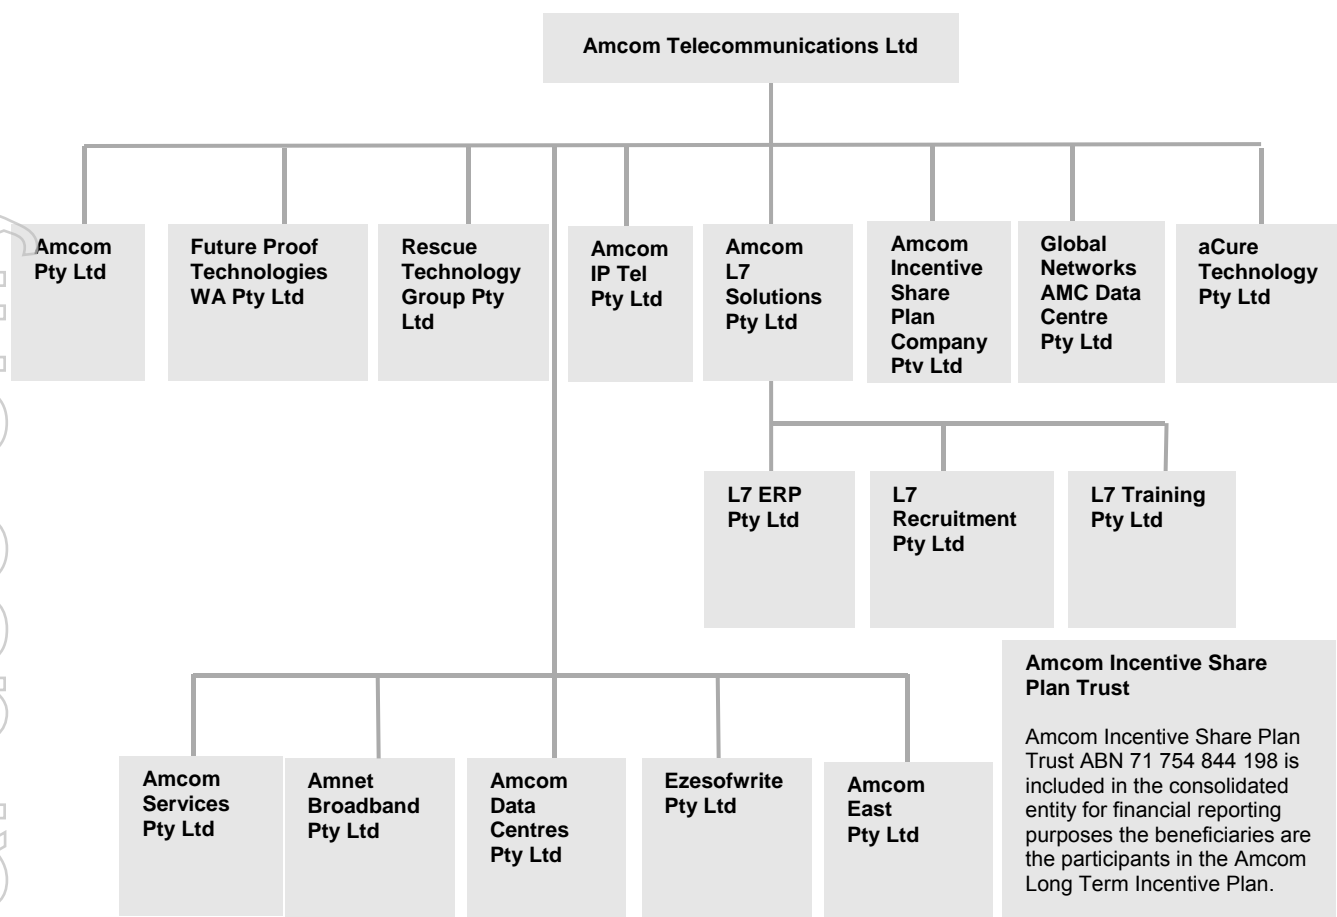 Amcom Telecommunications Ltd
Amcom
Pty Ltd
Future Proof
Technologies
WA Pty Ltd
Rescue
Technology
Group Pty
Ltd
Amcom
IP Tel
Pty Ltd
Amcom
L7
Solutions
Pty Ltd
Amcom
Incentive
Share
Plan
Company
Pty Ltd
Global
Networks
AMC Data
Centre
Pty Ltd
aCure
Technology
Pty Ltd
L7 ERP
Pty Ltd
L7
Recruitment
Pty Ltd
L7 Training
Pty Ltd
Amcom
Services
Pty Ltd
Amnet
Broadband
Pty Ltd
Amcom
Data
Centres
Pty Ltd
Ezesofwrite
Pty Ltd
Amcom
East
Pty Ltd
Amcom Incentive Share
Plan Trust
Amcom Incentive Share Plan
Trust ABN 71 754 844 198 is
included in the consolidated
entity for financial reporting
purposes the beneficiaries are
the participants in the Amcom
Long Term Incentive Plan.